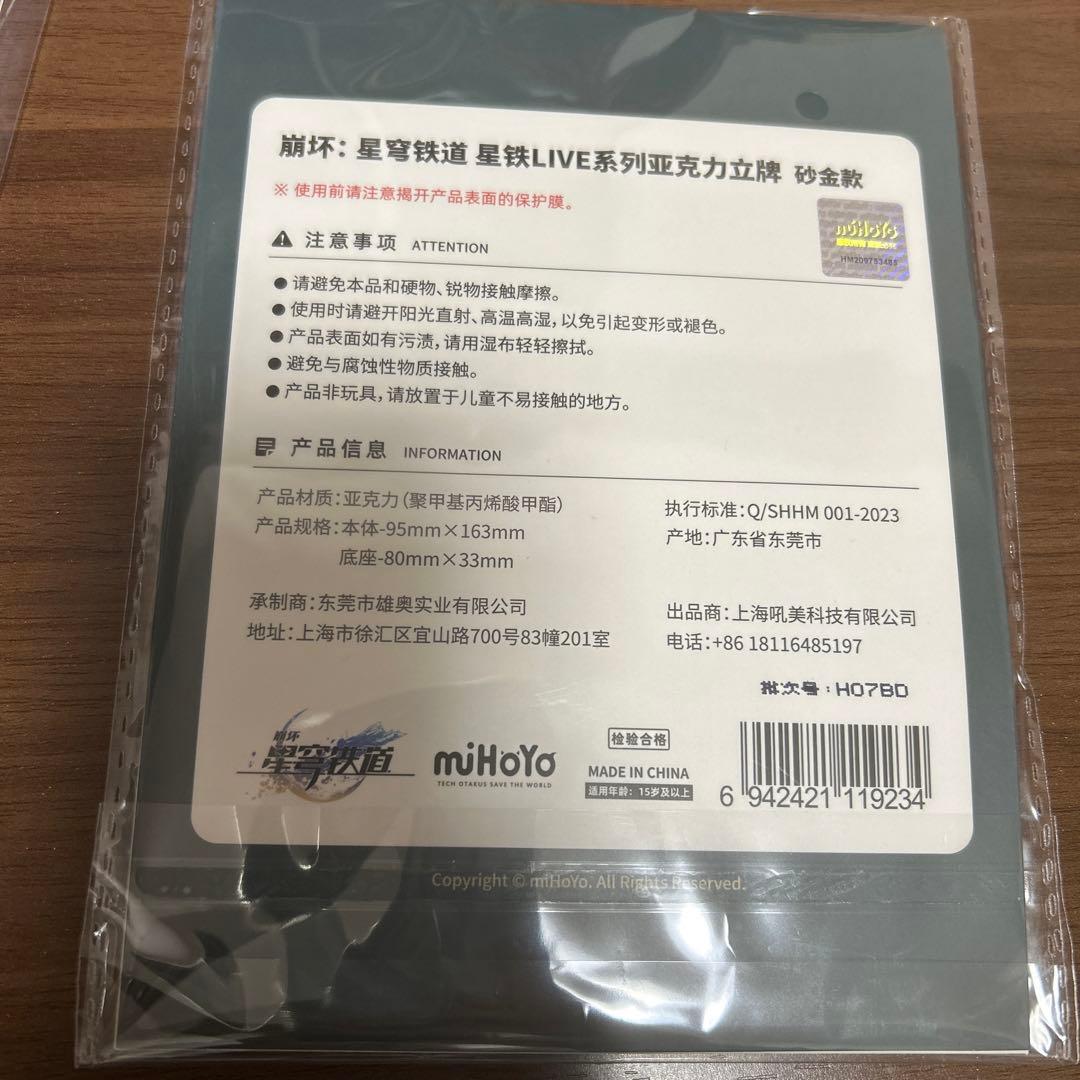 崩坏：星穹铁道 星铁LIVE系列亚克力立牌 砂金款
※ 使用前请注意揭开产品表面的保护膜。
miHoYo
HM209753485
注意事项 ATTENTION
●请避免本品和硬物、锐物接触摩擦。
●使用时请避开阳光直射、高温高湿，以免引起变形或褪色。
●产品表面如有污渍，请用湿布轻轻擦拭。
●避免与腐蚀性物质接触。
●产品非玩具，请放置于儿童不易接触的地方。
产品信息 INFORMATION
产品材质：亚克力（聚甲基丙烯酸甲酯）
产品规格：本体-95mm×163mm
底座-80mm×33mm
执行标准：Q/SHHM 001-2023
产地：广东省东莞市
承制商：东莞市雄奥实业有限公司
地址：上海市徐汇区宜山路700号83幢201室
出品商：上海吼美科技有限公司
电话：+86 18116485197
批次号：H07BD
崩坏
星穹铁道
miHoYo
TECH OTAKUS SAVE THE WORLD
检验合格
MADE IN CHINA
适用年龄：15岁及以上
6 942421 119234
Copyright © miHoYo. All Rights Reserved.